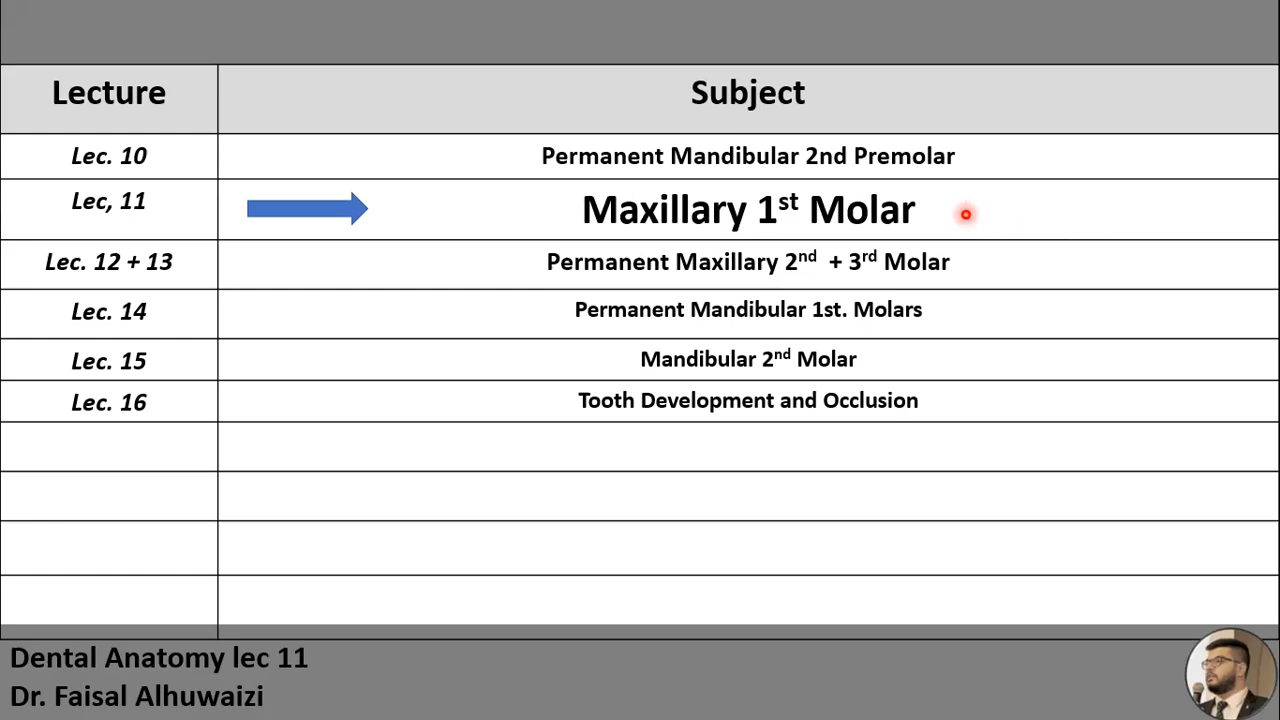 Lecture Subject
Lec. 10 Permanent Mandibular 2nd Premolar
Lec, 11 Maxillary 1st Molar
Lec. 12 + 13 Permanent Maxillary 2nd + 3rd Molar
Lec. 14 Permanent Mandibular 1st. Molars
Lec. 15 Mandibular 2nd Molar
Lec. 16 Tooth Development and Occlusion
Dental Anatomy lec 11
Dr. Faisal Alhuwaizi